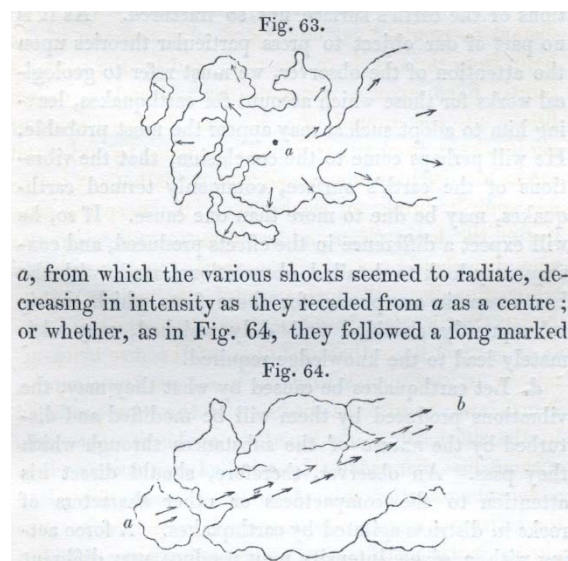 Fig. 63.
a
a, from which the various shocks seemed to radiate, de-
creasing in intensity as they receded from a as a centre ;
or whether, as in Fig. 64, they followed a long marked
Fig. 64.
b
a